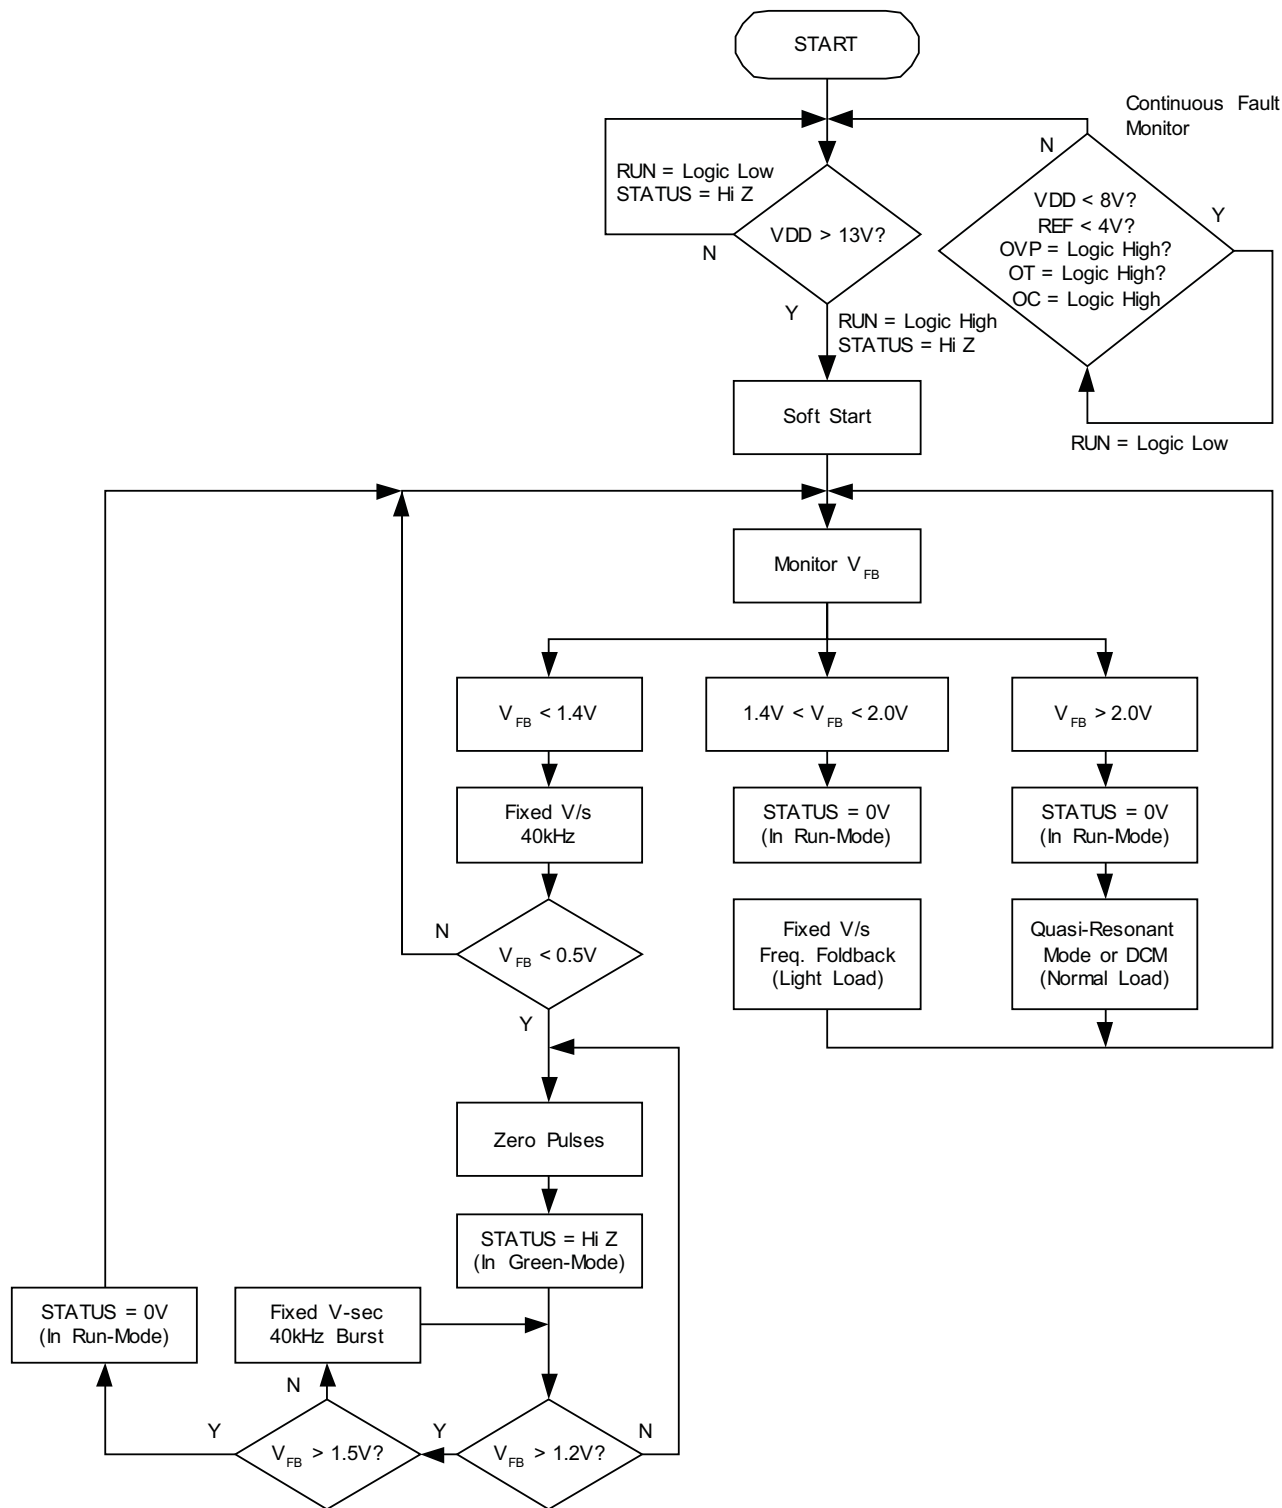 START
Continuous Fault
Monitor
N
RUN = Logic Low
STATUS = Hi Z
VDD < 8V?
REF < 4V?
OVP = Logic High?
OT = Logic High?
OC = Logic High
Y
VDD > 13V?
N
Y
RUN = Logic High
STATUS = Hi Z
Soft Start
RUN = Logic Low
Monitor VFB
VFB < 1.4V
1.4V < VFB < 2.0V
VFB > 2.0V
Fixed V/s
40kHz
STATUS = 0V
(In Run-Mode)
STATUS = 0V
(In Run-Mode)
N
VFB < 0.5V
Fixed V/s
Freq. Foldback
(Light Load)
Quasi-Resonant
Mode or DCM
(Normal Load)
Y
Zero Pulses
STATUS = Hi Z
(In Green-Mode)
STATUS = 0V
(In Run-Mode)
Fixed V-sec
40kHz Burst
N
Y
VFB > 1.5V?
Y
VFB > 1.2V?
N